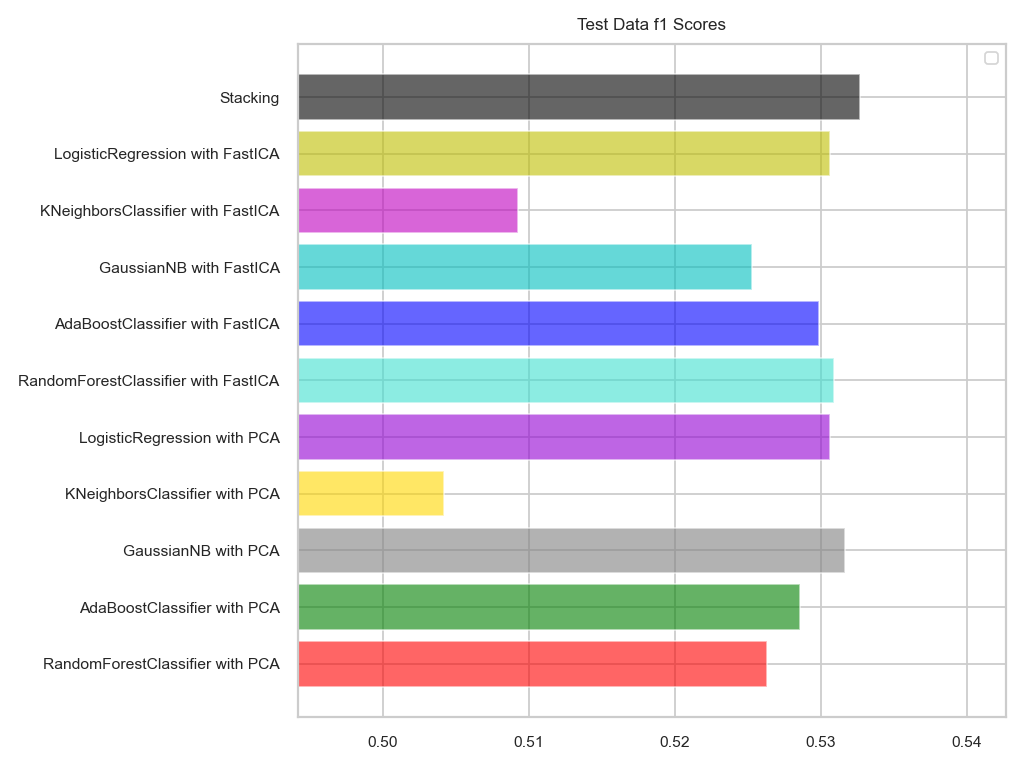 Test Data f1 Scores
Stacking
LogisticRegression with FastICA
KNeighborsClassifier with FastICA
GaussianNB with FastICA
AdaBoostClassifier with FastICA
RandomForestClassifier with FastICA
LogisticRegression with PCA
KNeighborsClassifier with PCA
GaussianNB with PCA
AdaBoostClassifier with PCA
RandomForestClassifier with PCA
0.50 0.51 0.52 0.53 0.54